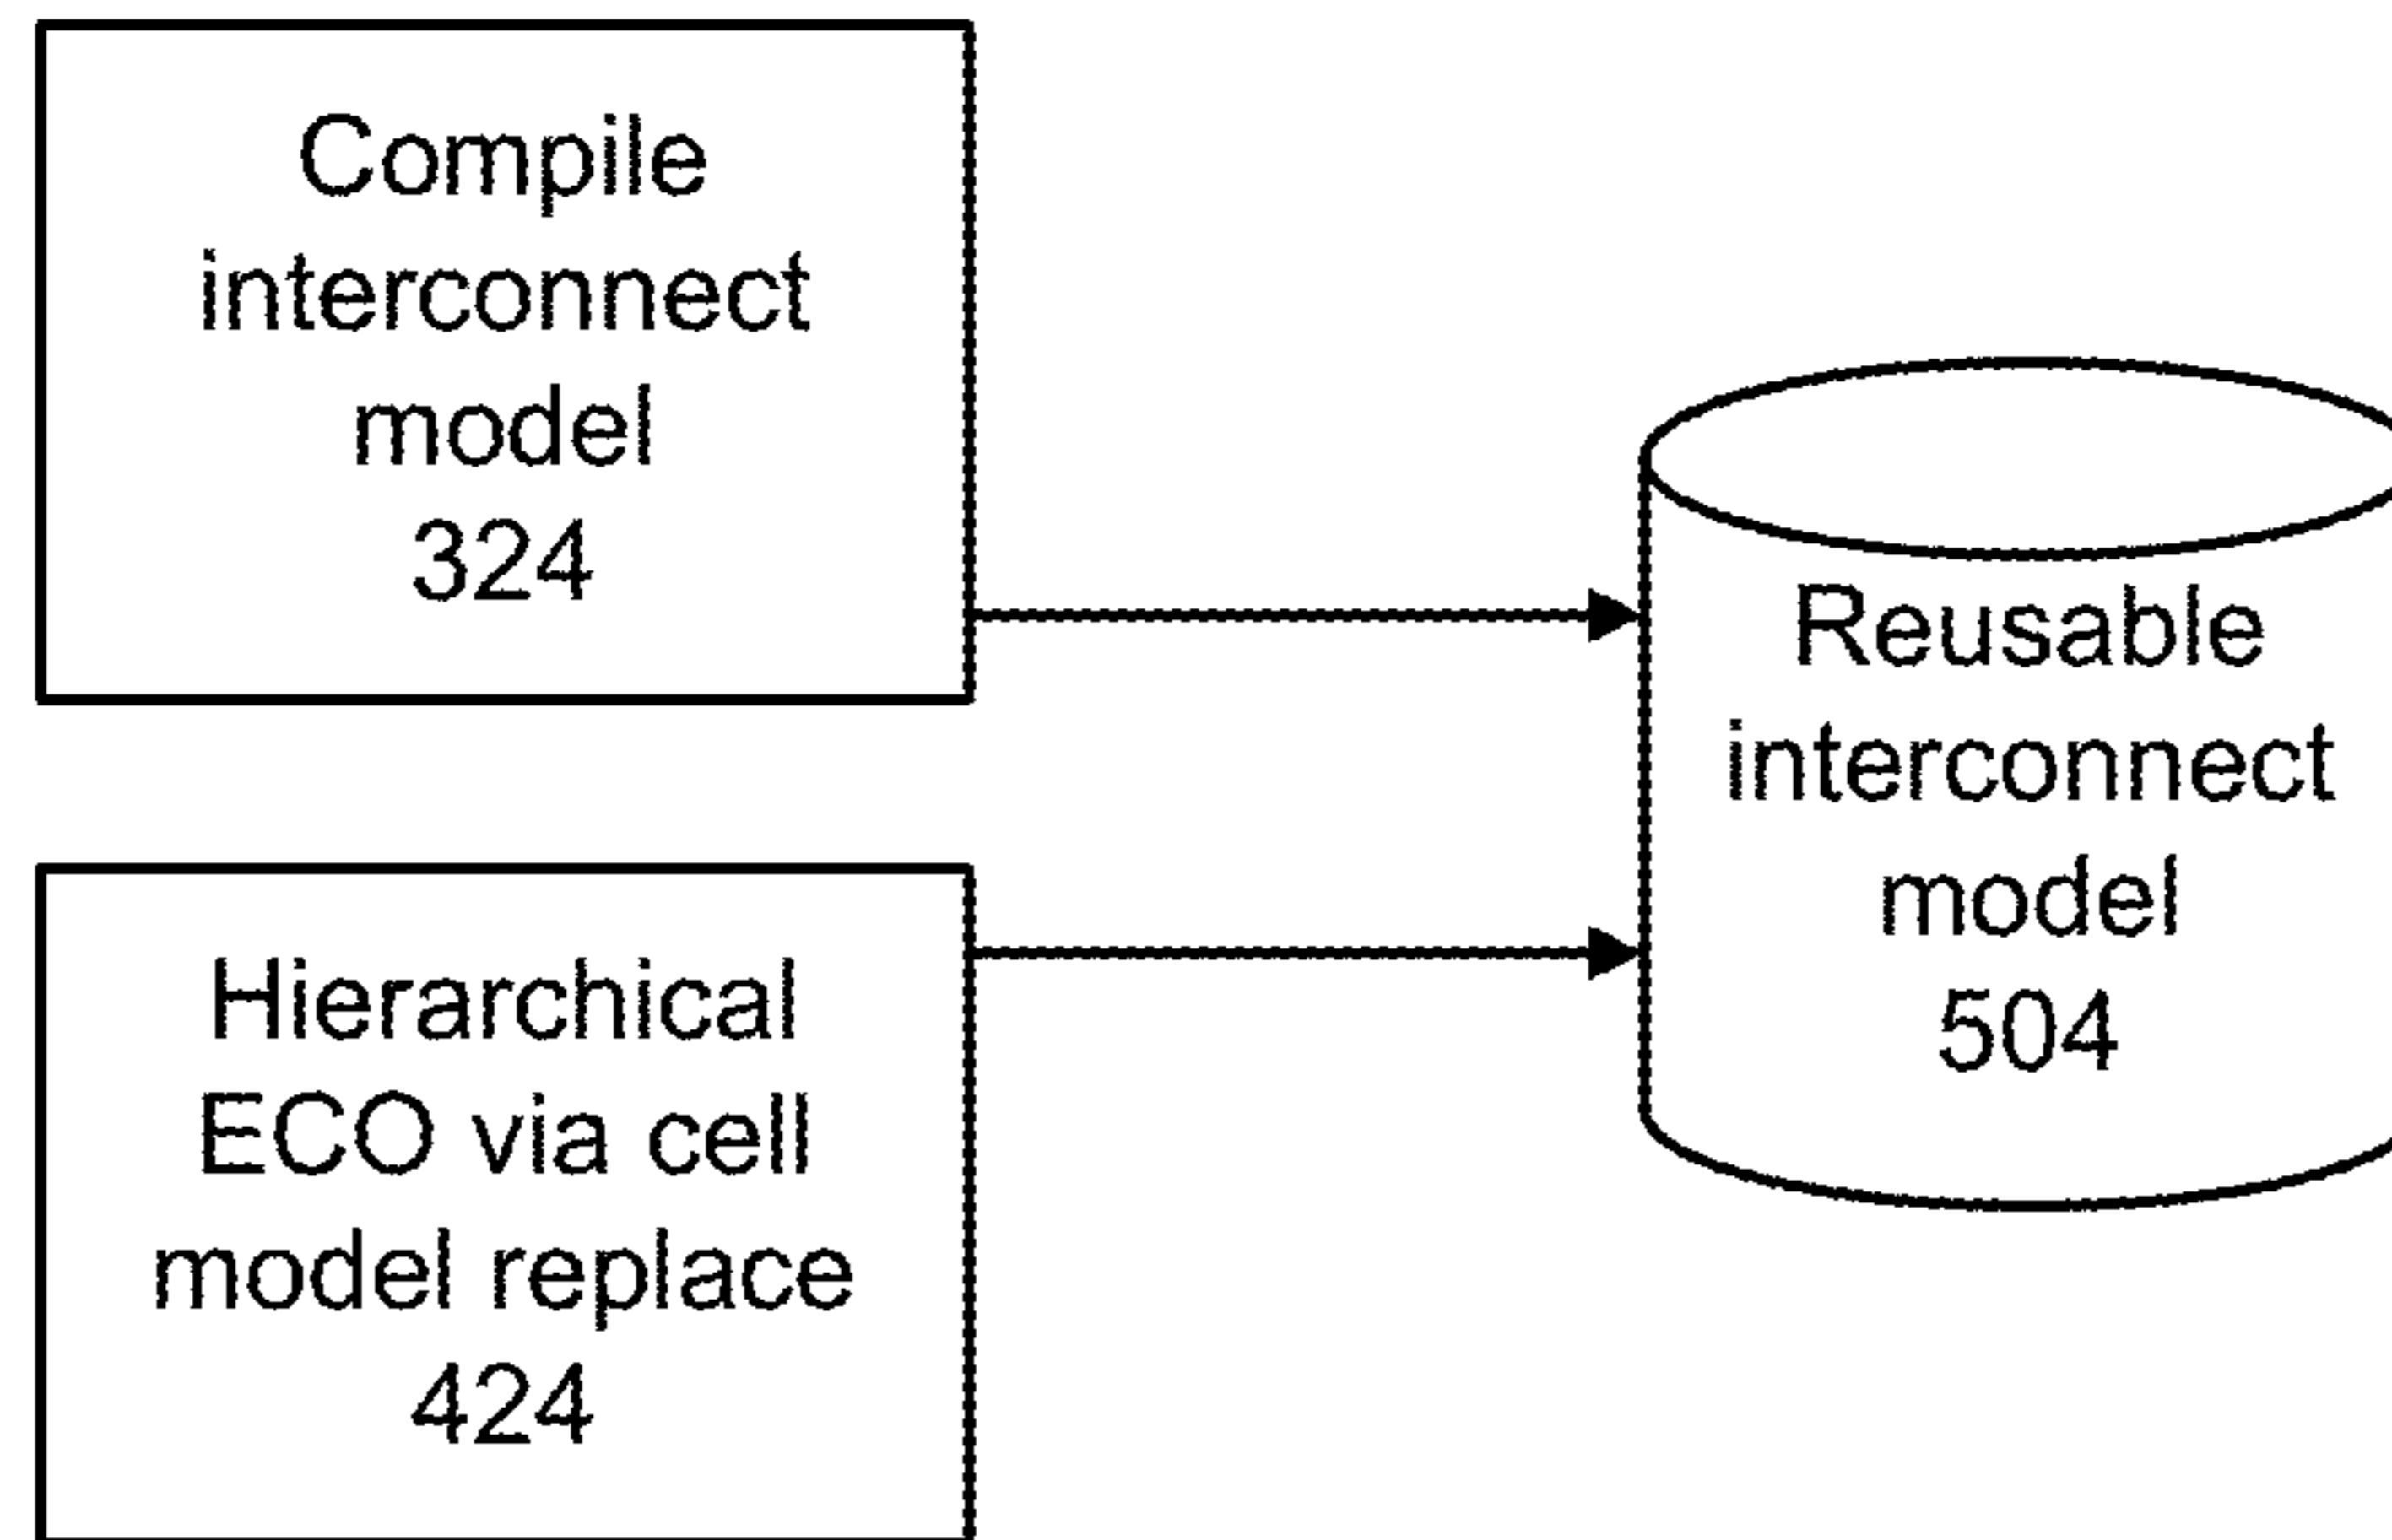 Compile
interconnect
model
324
Hierarchical
ECO via cell
model replace
424
Reusable
interconnect
model
504